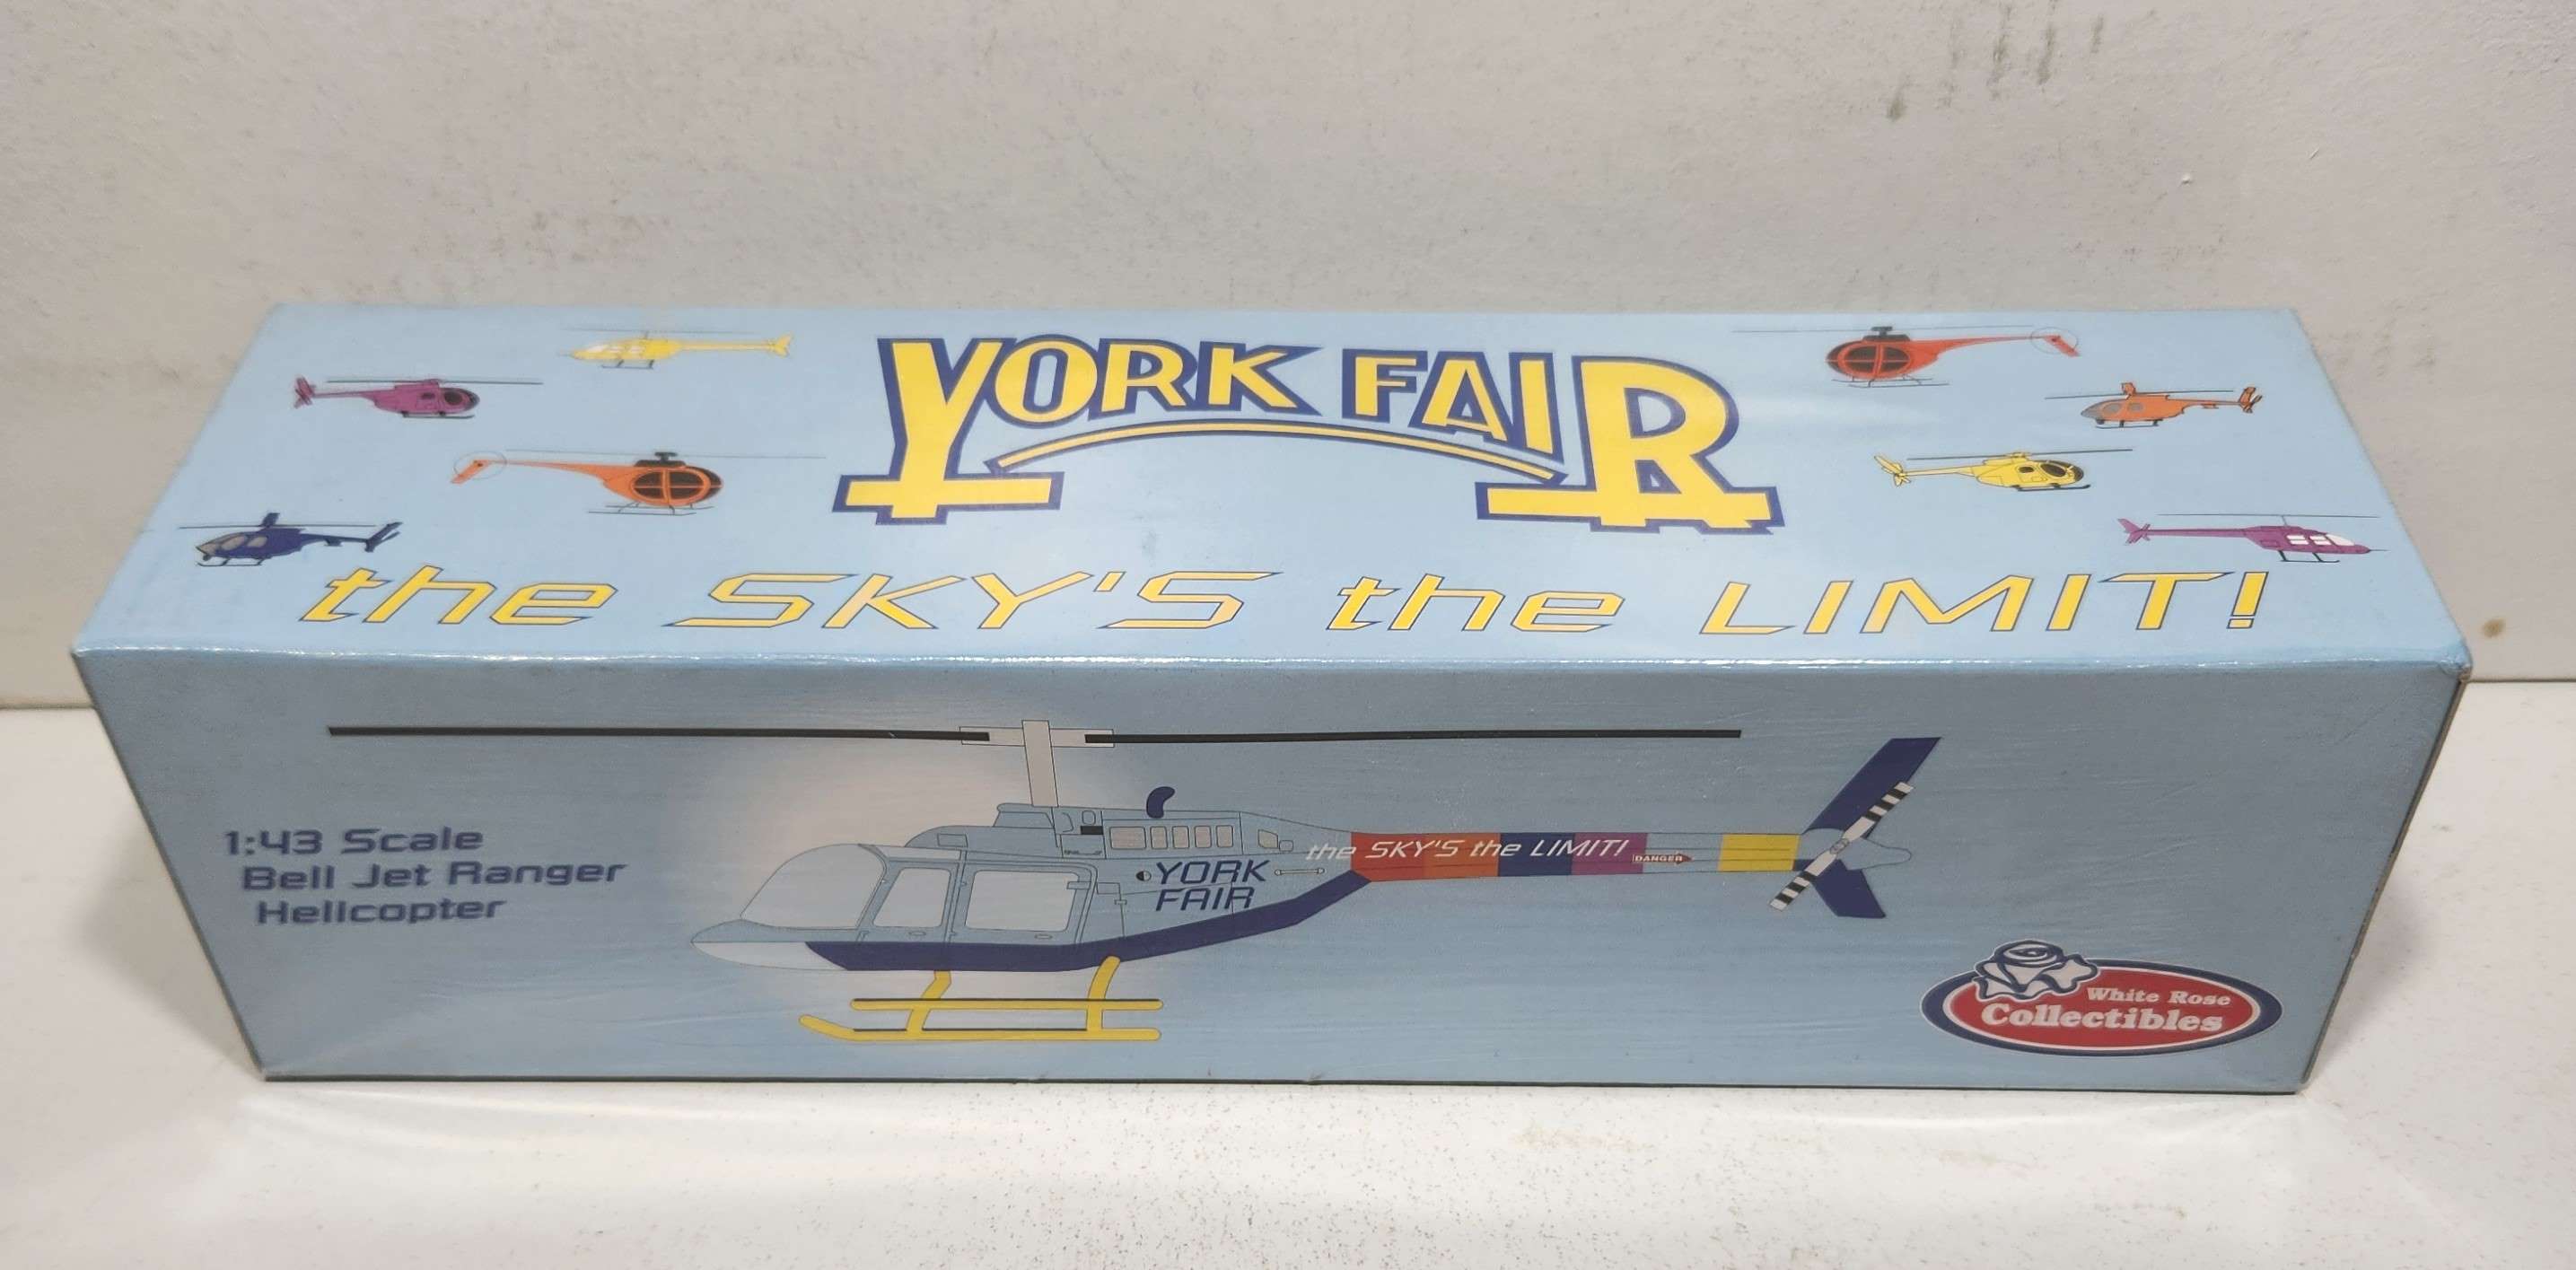 YORK FAIR
the SKY'S the LIMIT!
1:43 Scale
Bell Jet Ranger
Helicopter
YORK
FAIR
the SKY'S the LIMIT!
DANGER
White Rose
Collectibles